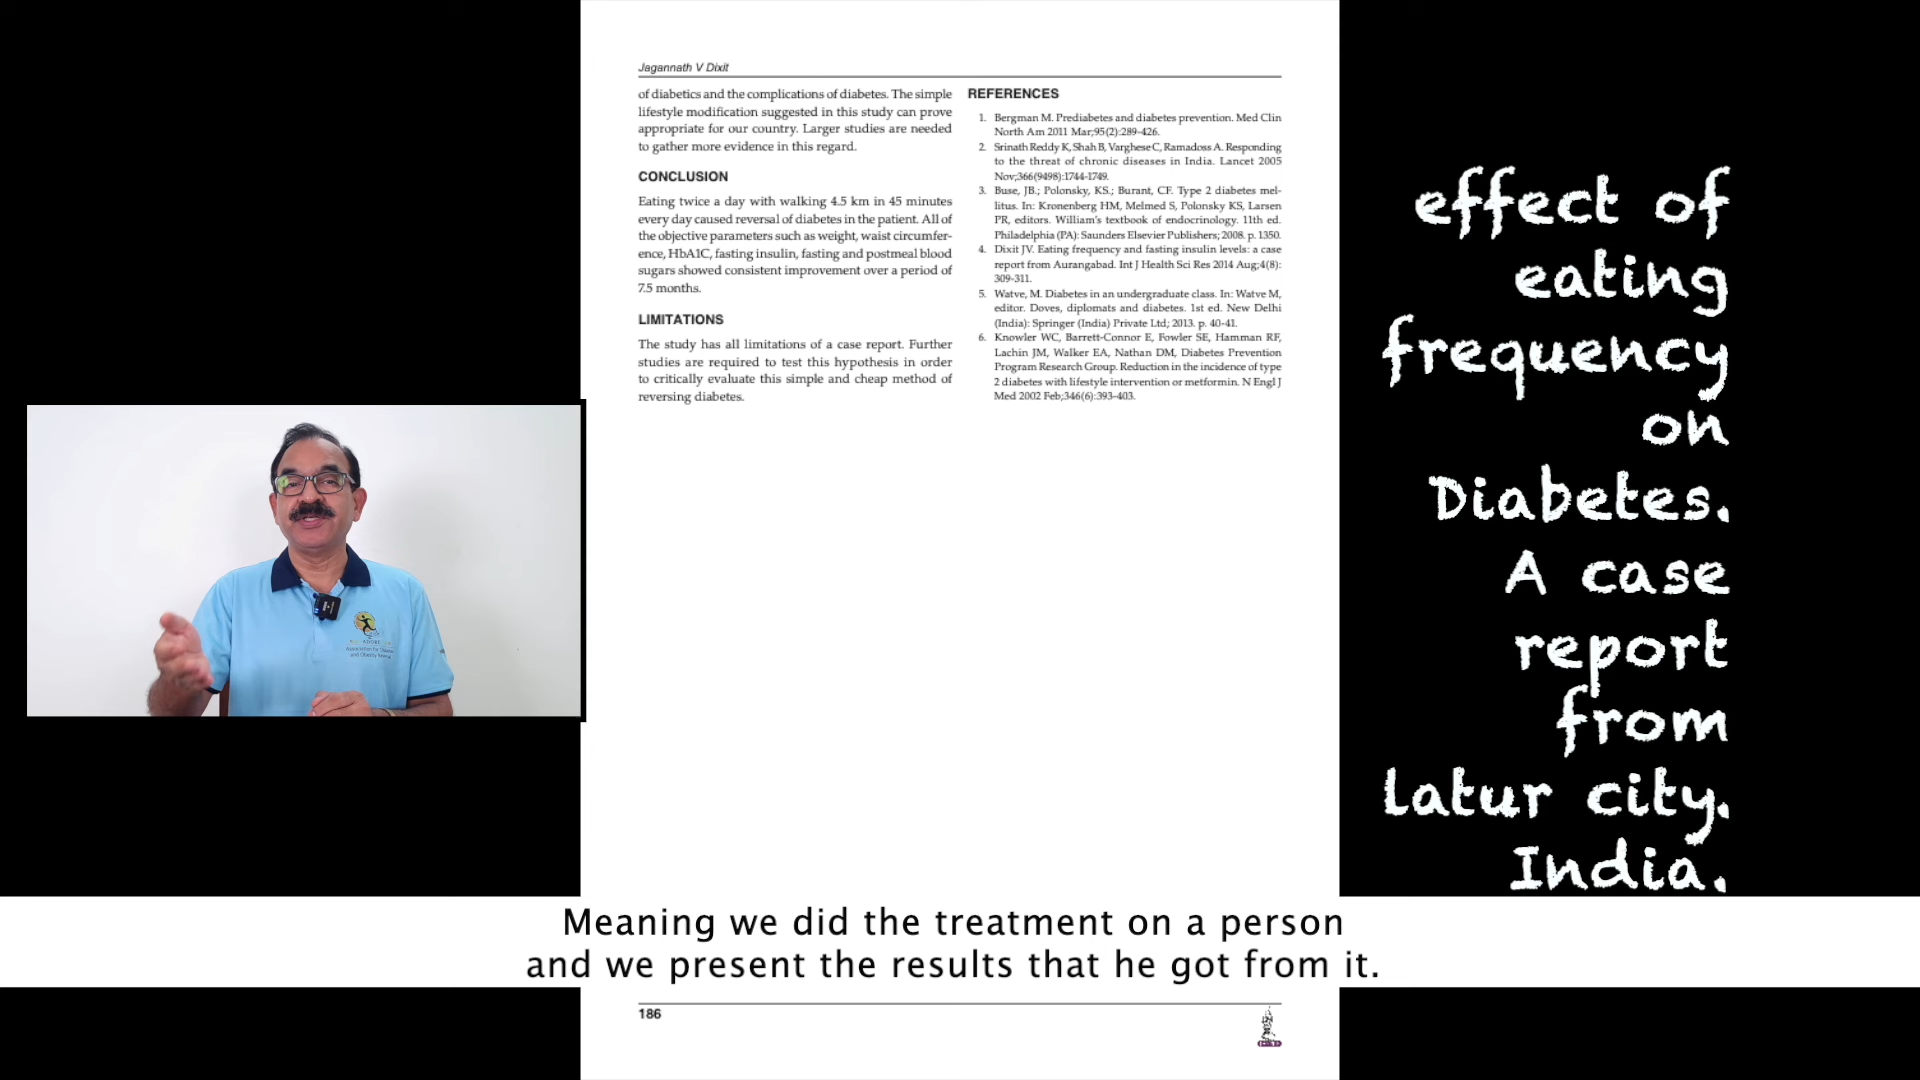 Jagannath V Dixit
of diabetics and the complications of diabetes. The simple
lifestyle modification suggested in this study can prove
appropriate for our country. Larger studies are needed
to gather more evidence in this regard.
CONCLUSION
Eating twice a day with walking 4.5 km in 45 minutes
every day caused reversal of diabetes in the patient. All of
the objective parameters such as weight, waist circumfer-
ence, HbA1C, fasting insulin, fasting and postmeal blood
sugars showed consistent improvement over a period of
7.5 months.
LIMITATIONS
The study has all limitations of a case report. Further
studies are required to test this hypothesis in order
to critically evaluate this simple and cheap method of
reversing diabetes.
REFERENCES
1. Bergman M. Prediabetes and diabetes prevention. Med Clin
North Am 2011 Mar;95(2):289-426.
2. Srinath Reddy K, Shah B, Varghese C, Ramadoss A. Responding
to the threat of chronic diseases in India. Lancet 2005
Nov;366(9498):1744-1749.
3. Buse, JB.; Polonsky, KS.; Burant, CF. Type 2 diabetes mel-
litus. In: Kronenberg HM, Melmed S, Polonsky KS, Larsen
PR, editors. William's textbook of endocrinology. 11th ed.
Philadelphia (PA): Saunders Elsevier Publishers; 2008. p. 1350.
4. Dixit JV. Eating frequency and fasting insulin levels: a case
report from Aurangabad. Int J Health Sci Res 2014 Aug;4(8):
309-311.
5. Watve, M. Diabetes in an undergraduate class. In: Watve M,
editor. Doves, diplomats and diabetes. 1st ed. New Delhi
(India): Springer (India) Private Ltd; 2013. p. 40-41.
6. Knowler WC, Barrett-Connor E, Fowler SE, Hamman RF,
Lachin JM, Walker EA, Nathan DM, Diabetes Prevention
Program Research Group. Reduction in the incidence of type
2 diabetes with lifestyle intervention or metformin. N Engl J
Med 2002 Feb;346(6):393-403.
effect of
eating
frequency
on
Diabetes.
A case
report
from
latur city.
India.
Association for Diabetes
and Obesity Reversal
Meaning we did the treatment on a person
and we present the results that he got from it.
186